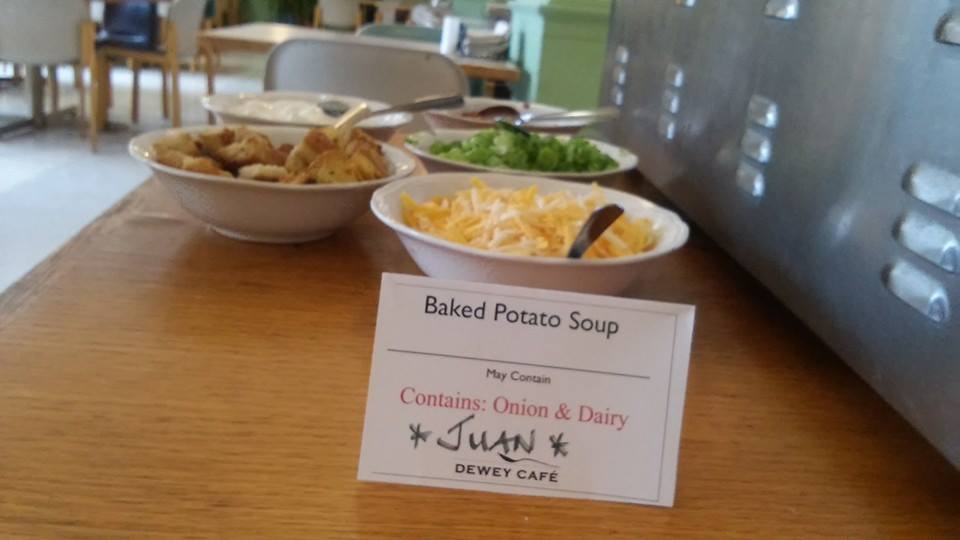 Baked Potato Soup
May Contain
Contains: Onion & Dairy
* JUAN *
DEWEY CAFÉ